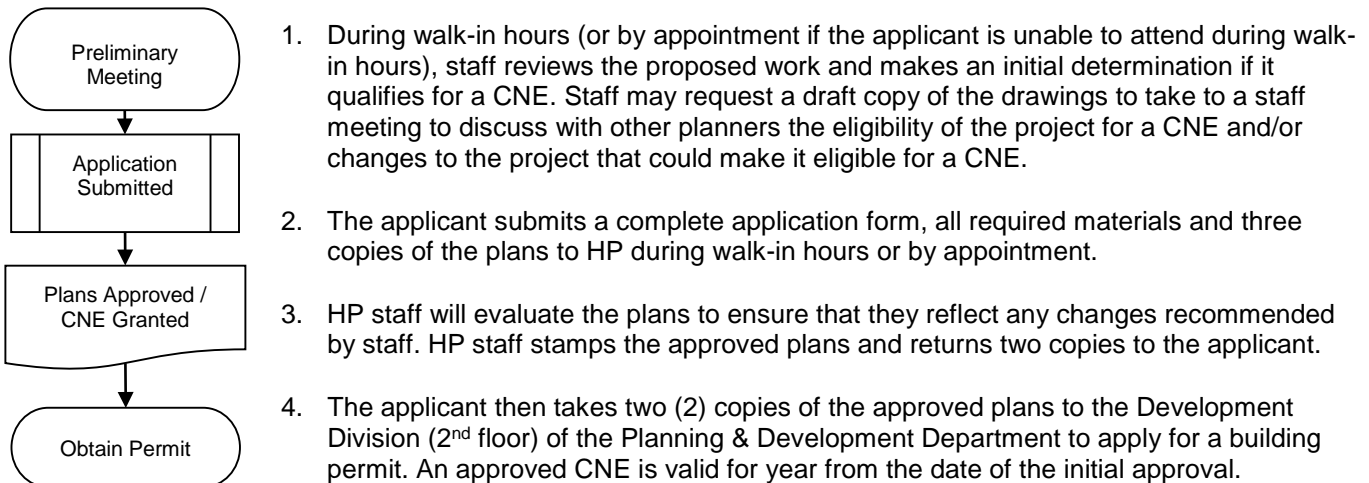 Preliminary
Meeting
Application
Submitted
Plans Approved /
CNE Granted
Obtain Permit
1. During walk-in hours (or by appointment if the applicant is unable to attend during walk-
in hours), staff reviews the proposed work and makes an initial determination if it
qualifies for a CNE. Staff may request a draft copy of the drawings to take to a staff
meeting to discuss with other planners the eligibility of the project for a CNE and/or
changes to the project that could make it eligible for a CNE.
2. The applicant submits a complete application form, all required materials and three
copies of the plans to HP during walk-in hours or by appointment.
3. HP staff will evaluate the plans to ensure that they reflect any changes recommended
by staff. HP staff stamps the approved plans and returns two copies to the applicant.
4. The applicant then takes two (2) copies of the approved plans to the Development
Division (2nd floor) of the Planning & Development Department to apply for a building
permit. An approved CNE is valid for year from the date of the initial approval.